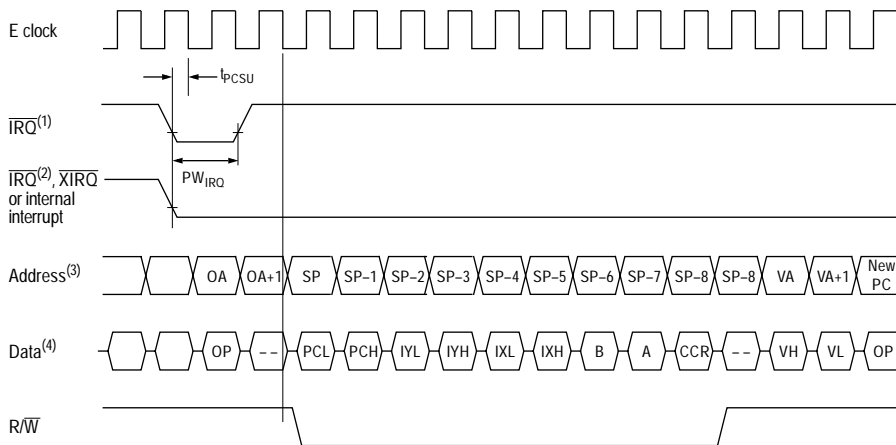 E clock
tPCSU
IRQ(1)
PWIRQ
IRQ(2), XIRQ
or internal
interrupt
Address(3) OA OA+1 SP SP–1 SP–2 SP–3 SP–4 SP–5 SP–6 SP–7 SP–8 SP–8 VA VA+1 New PC
Data(4) OP – – PCL PCH IYL IYH IXL IXH B A CCR – – VH VL OP
R/W